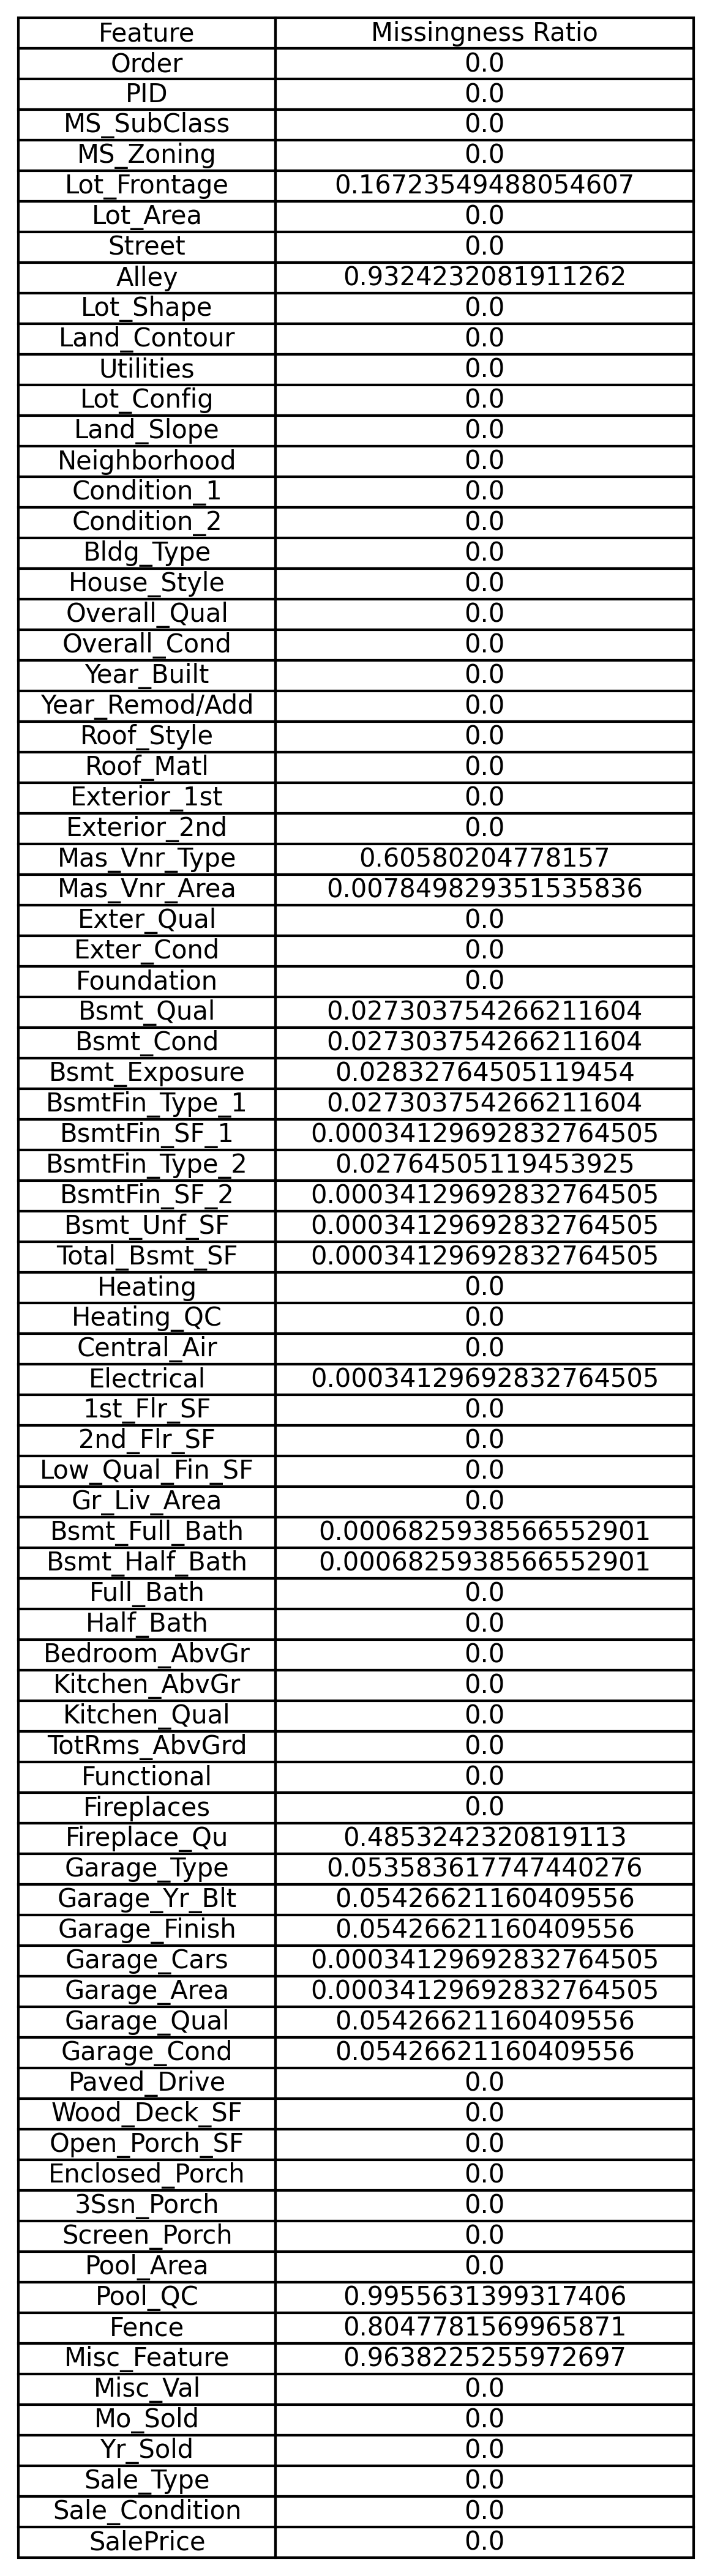 Feature Missingness Ratio
Order 0.0
PID 0.0
MS_SubClass 0.0
MS_Zoning 0.0
Lot_Frontage 0.16723549488054607
Lot_Area 0.0
Street 0.0
Alley 0.9324232081911262
Lot_Shape 0.0
Land_Contour 0.0
Utilities 0.0
Lot_Config 0.0
Land_Slope 0.0
Neighborhood 0.0
Condition_1 0.0
Condition_2 0.0
Bldg_Type 0.0
House_Style 0.0
Overall_Qual 0.0
Overall_Cond 0.0
Year_Built 0.0
Year_Remod/Add 0.0
Roof_Style 0.0
Roof_Matl 0.0
Exterior_1st 0.0
Exterior_2nd 0.0
Mas_Vnr_Type 0.60580204778157
Mas_Vnr_Area 0.007849829351535836
Exter_Qual 0.0
Exter_Cond 0.0
Foundation 0.0
Bsmt_Qual 0.027303754266211604
Bsmt_Cond 0.027303754266211604
Bsmt_Exposure 0.02832764505119454
BsmtFin_Type_1 0.027303754266211604
BsmtFin_SF_1 0.00034129692832764505
BsmtFin_Type_2 0.02764505119453925
BsmtFin_SF_2 0.00034129692832764505
Bsmt_Unf_SF 0.00034129692832764505
Total_Bsmt_SF 0.00034129692832764505
Heating 0.0
Heating_QC 0.0
Central_Air 0.0
Electrical 0.00034129692832764505
1st_Flr_SF 0.0
2nd_Flr_SF 0.0
Low_Qual_Fin_SF 0.0
Gr_Liv_Area 0.0
Bsmt_Full_Bath 0.0006825938566552901
Bsmt_Half_Bath 0.0006825938566552901
Full_Bath 0.0
Half_Bath 0.0
Bedroom_AbvGr 0.0
Kitchen_AbvGr 0.0
Kitchen_Qual 0.0
TotRms_AbvGrd 0.0
Functional 0.0
Fireplaces 0.0
Fireplace_Qu 0.4853242320819113
Garage_Type 0.053583617747440276
Garage_Yr_Blt 0.05426621160409556
Garage_Finish 0.05426621160409556
Garage_Cars 0.00034129692832764505
Garage_Area 0.00034129692832764505
Garage_Qual 0.05426621160409556
Garage_Cond 0.05426621160409556
Paved_Drive 0.0
Wood_Deck_SF 0.0
Open_Porch_SF 0.0
Enclosed_Porch 0.0
3Ssn_Porch 0.0
Screen_Porch 0.0
Pool_Area 0.0
Pool_QC 0.9955631399317406
Fence 0.8047781569965871
Misc_Feature 0.9638225255972697
Misc_Val 0.0
Mo_Sold 0.0
Yr_Sold 0.0
Sale_Type 0.0
Sale_Condition 0.0
SalePrice 0.0